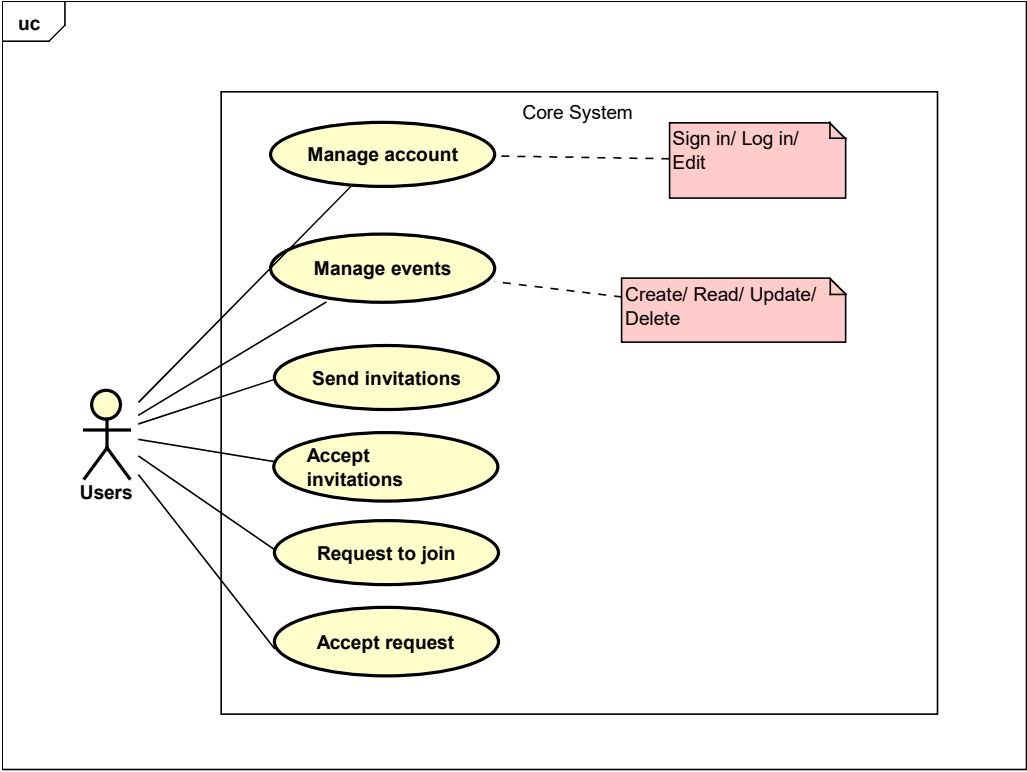 uc
Core System
Manage account
Sign in/ Log in/
Edit
Manage events
Create/ Read/ Update/
Delete
Send invitations
Accept
invitations
Users
Request to join
Accept request